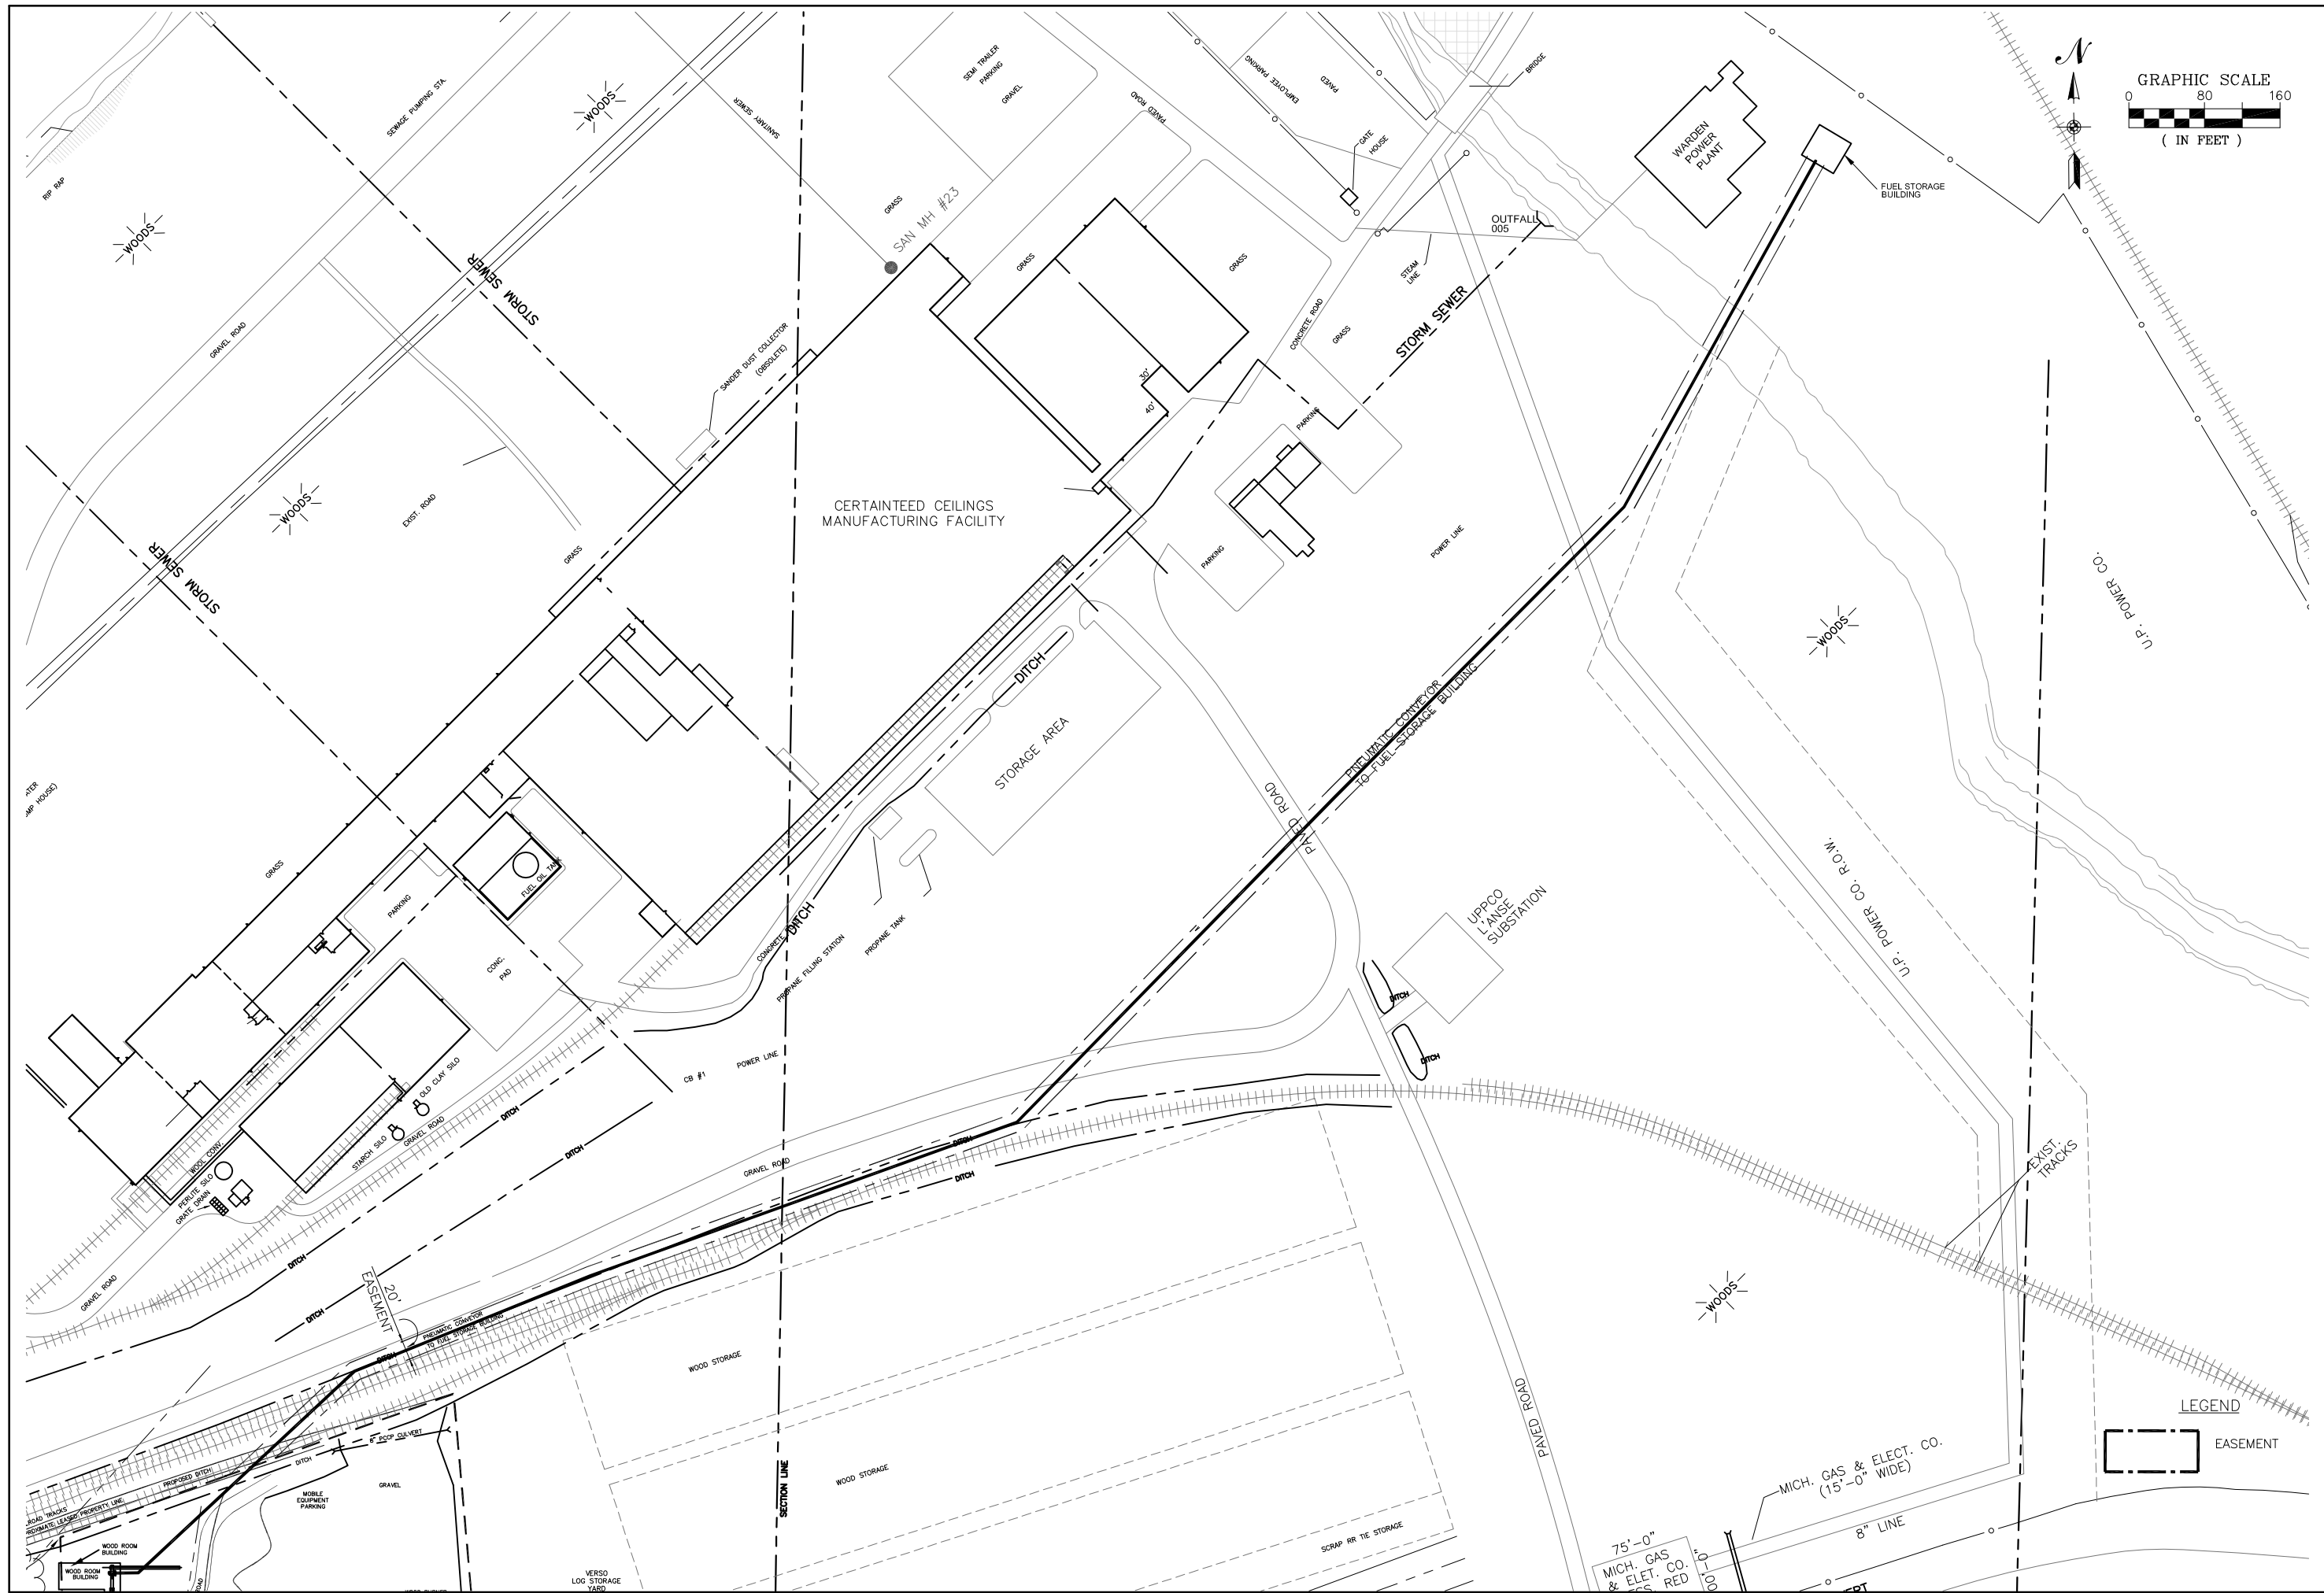 N
GRAPHIC SCALE
0 80 160
( IN FEET )
SEWAGE PUMPING STA.
WOODS
SANITARY SEWER
SEMI TRAILER
PARKING
GRAVEL
PAVED ROAD
EMPLOYEE PARKING
PAVED
BRIDGE
GATE
HOUSE
WARDEN
POWER
PLANT
FUEL STORAGE
BUILDING
RIP RAP
WOODS
GRASS
SAN MH #23
OUTFALL
005
STEAM
LINE
STORM SEWER
GRASS
GRASS
CONCRETE ROAD
GRASS
STORM SEWER
GRAVEL ROAD
SANDER DUST COLLECTOR
(OBSOLETE)
30'
40'
PARKING
WOODS
EXIST. ROAD
CERTAINTEED CEILINGS
MANUFACTURING FACILITY
STORM SEWER
GRASS
PARKING
POWER LINE
U.P. POWER CO.
WOODS
DITCH
STORAGE AREA
PNEUMATIC CONVEYOR
TO FUEL STORAGE BUILDING
PAVED ROAD
PAVED ROAD
GRASS
PARKING
FUEL OIL TANK
CONC.
PAD
DITCH
CONCRETE
PROPANE FILLING STATION
PROPANE TANK
UPPCO
L'ANSE
SUBSTATION
U.P. POWER CO. R.O.W.
DITCH
DITCH
CB #1
POWER LINE
OLD CLAY SILO
STARCH SILO
GRAVEL ROAD
DITCH
DITCH
WOOL CONV.
PERLITE SILO
GRATE DRAIN
GRAVEL ROAD
DITCH
DITCH
EXIST.
TRACKS
GRAVEL ROAD
DITCH
DITCH
20'
EASEMENT
PNEUMATIC CONVEYOR
TO FUEL STORAGE BUILDING
DITCH
WOODS
WOOD STORAGE
PAVED ROAD
LEGEND
EASEMENT
PCCP CULVERT
DITCH
PROPOSED DITCH
MOBILE
EQUIPMENT
PARKING
GRAVEL
WOOD STORAGE
SECTION LINE
MICH. GAS & ELECT. CO.
(15'-0" WIDE)
8" LINE
SCRAP RR TIE STORAGE
75'-0"
MICH. GAS
& ELET. CO.
RED
TRACKS
LEASED PROPERTY LINE
WOOD ROOM
BUILDING
WOOD ROOM
BUILDING
VERSO
LOG STORAGE
YARD